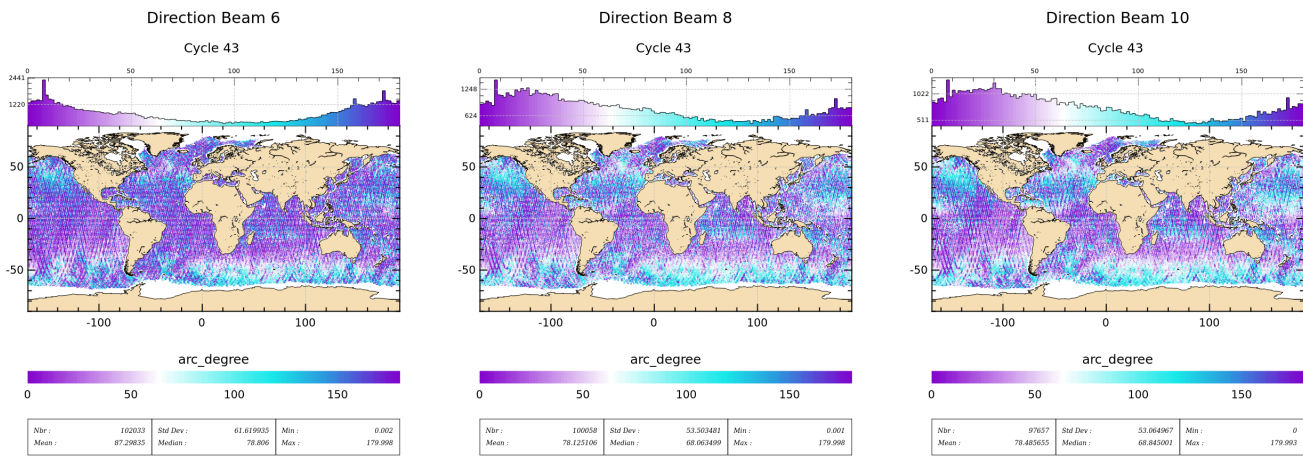 Direction Beam 6
Cycle 43
0 50 100 150
2441
1220
50
0
-50
-100 0 100
arc_degree
0 50 100 150
Nbr : 102033 Std Dev : 61.619935 Min : 0.002
Mean : 87.29835 Median : 78.806 Max : 179.998
Direction Beam 8
Cycle 43
0 50 100 150
1248
624
50
0
-50
-100 0 100
arc_degree
0 50 100 150
Nbr : 100058 Std Dev : 53.503481 Min : 0.001
Mean : 78.125106 Median : 68.063499 Max : 179.998
Direction Beam 10
Cycle 43
0 50 100 150
1022
511
50
0
-50
-100 0 100
arc_degree
0 50 100 150
Nbr : 97657 Std Dev : 53.064967 Min : 0
Mean : 78.485655 Median : 68.845001 Max : 179.993